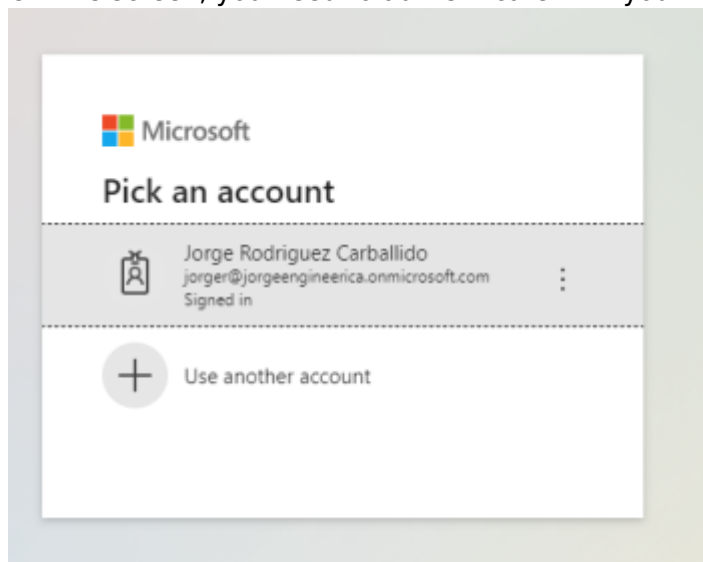 Microsoft
Pick an account
Jorge Rodriguez Carballido
jorger@jorgeengineerica.onmicrosoft.com
Signed in
Use another account